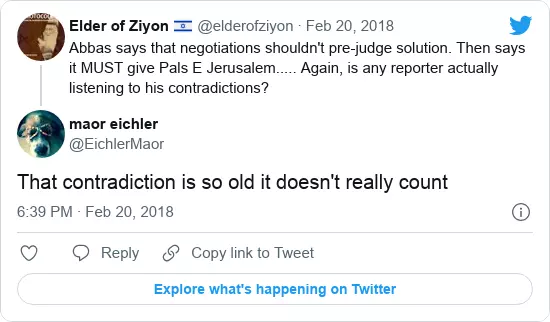 Elder of Ziyon 🇮🇱 @elderofziyon · Feb 20, 2018
Abbas says that negotiations shouldn't pre-judge solution. Then says
it MUST give Pals E Jerusalem..... Again, is any reporter actually
listening to his contradictions?
maor eichler
@EichlerMaor
That contradiction is so old it doesn't really count
6:39 PM · Feb 20, 2018
Reply
Copy link to Tweet
Explore what's happening on Twitter